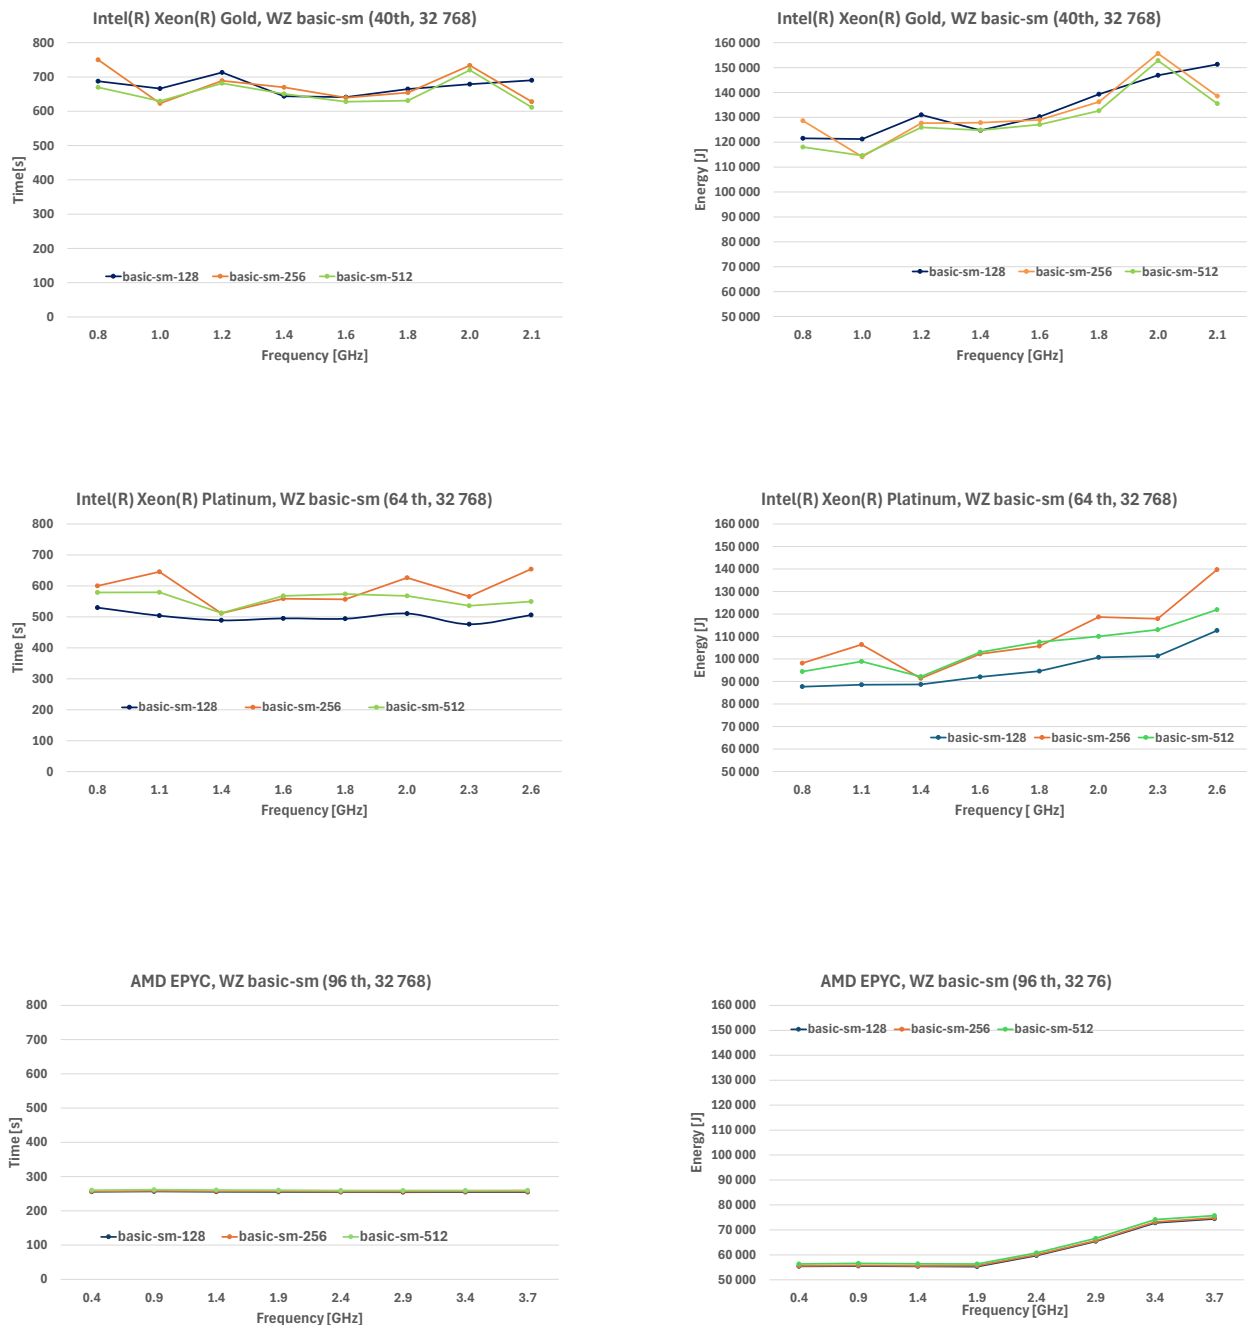 Intel(R) Xeon(R) Gold, WZ basic-sm (40th, 32 768)
800
700
600
500
400
300
200
100
0
Time[s]
basic-sm-128 basic-sm-256 basic-sm-512
0.8 1.0 1.2 1.4 1.6 1.8 2.0 2.1
Frequency [GHz]
Intel(R) Xeon(R) Gold, WZ basic-sm (40th, 32 768)
160 000
150 000
140 000
130 000
120 000
110 000
100 000
90 000
80 000
70 000
60 000
50 000
Energy [J]
basic-sm-128 basic-sm-256 basic-sm-512
0.8 1.0 1.2 1.4 1.6 1.8 2.0 2.1
Frequency [GHz]
Intel(R) Xeon(R) Platinum, WZ basic-sm (64 th, 32 768)
800
700
600
500
400
300
200
100
0
Time [s]
basic-sm-128 basic-sm-256 basic-sm-512
0.8 1.1 1.4 1.6 1.8 2.0 2.3 2.6
Frequency [GHz]
Intel(R) Xeon(R) Platinum, WZ basic-sm (64 th, 32 768)
160 000
150 000
140 000
130 000
120 000
110 000
100 000
90 000
80 000
70 000
60 000
50 000
Energy [J]
basic-sm-128 basic-sm-256 basic-sm-512
0.8 1.1 1.4 1.6 1.8 2.0 2.3 2.6
Frequency [ GHz]
AMD EPYC, WZ basic-sm (96 th, 32 768)
800
700
600
500
400
300
200
100
0
Time [s]
basic-sm-128 basic-sm-256 basic-sm-512
0.4 0.9 1.4 1.9 2.4 2.9 3.4 3.7
Frequency [GHz]
AMD EPYC, WZ basic-sm (96 th, 32 76)
160 000
150 000
140 000
130 000
120 000
110 000
100 000
90 000
80 000
70 000
60 000
50 000
Energy [J]
basic-sm-128 basic-sm-256 basic-sm-512
0.4 0.9 1.4 1.9 2.4 2.9 3.4 3.7
Frequency [GHz]